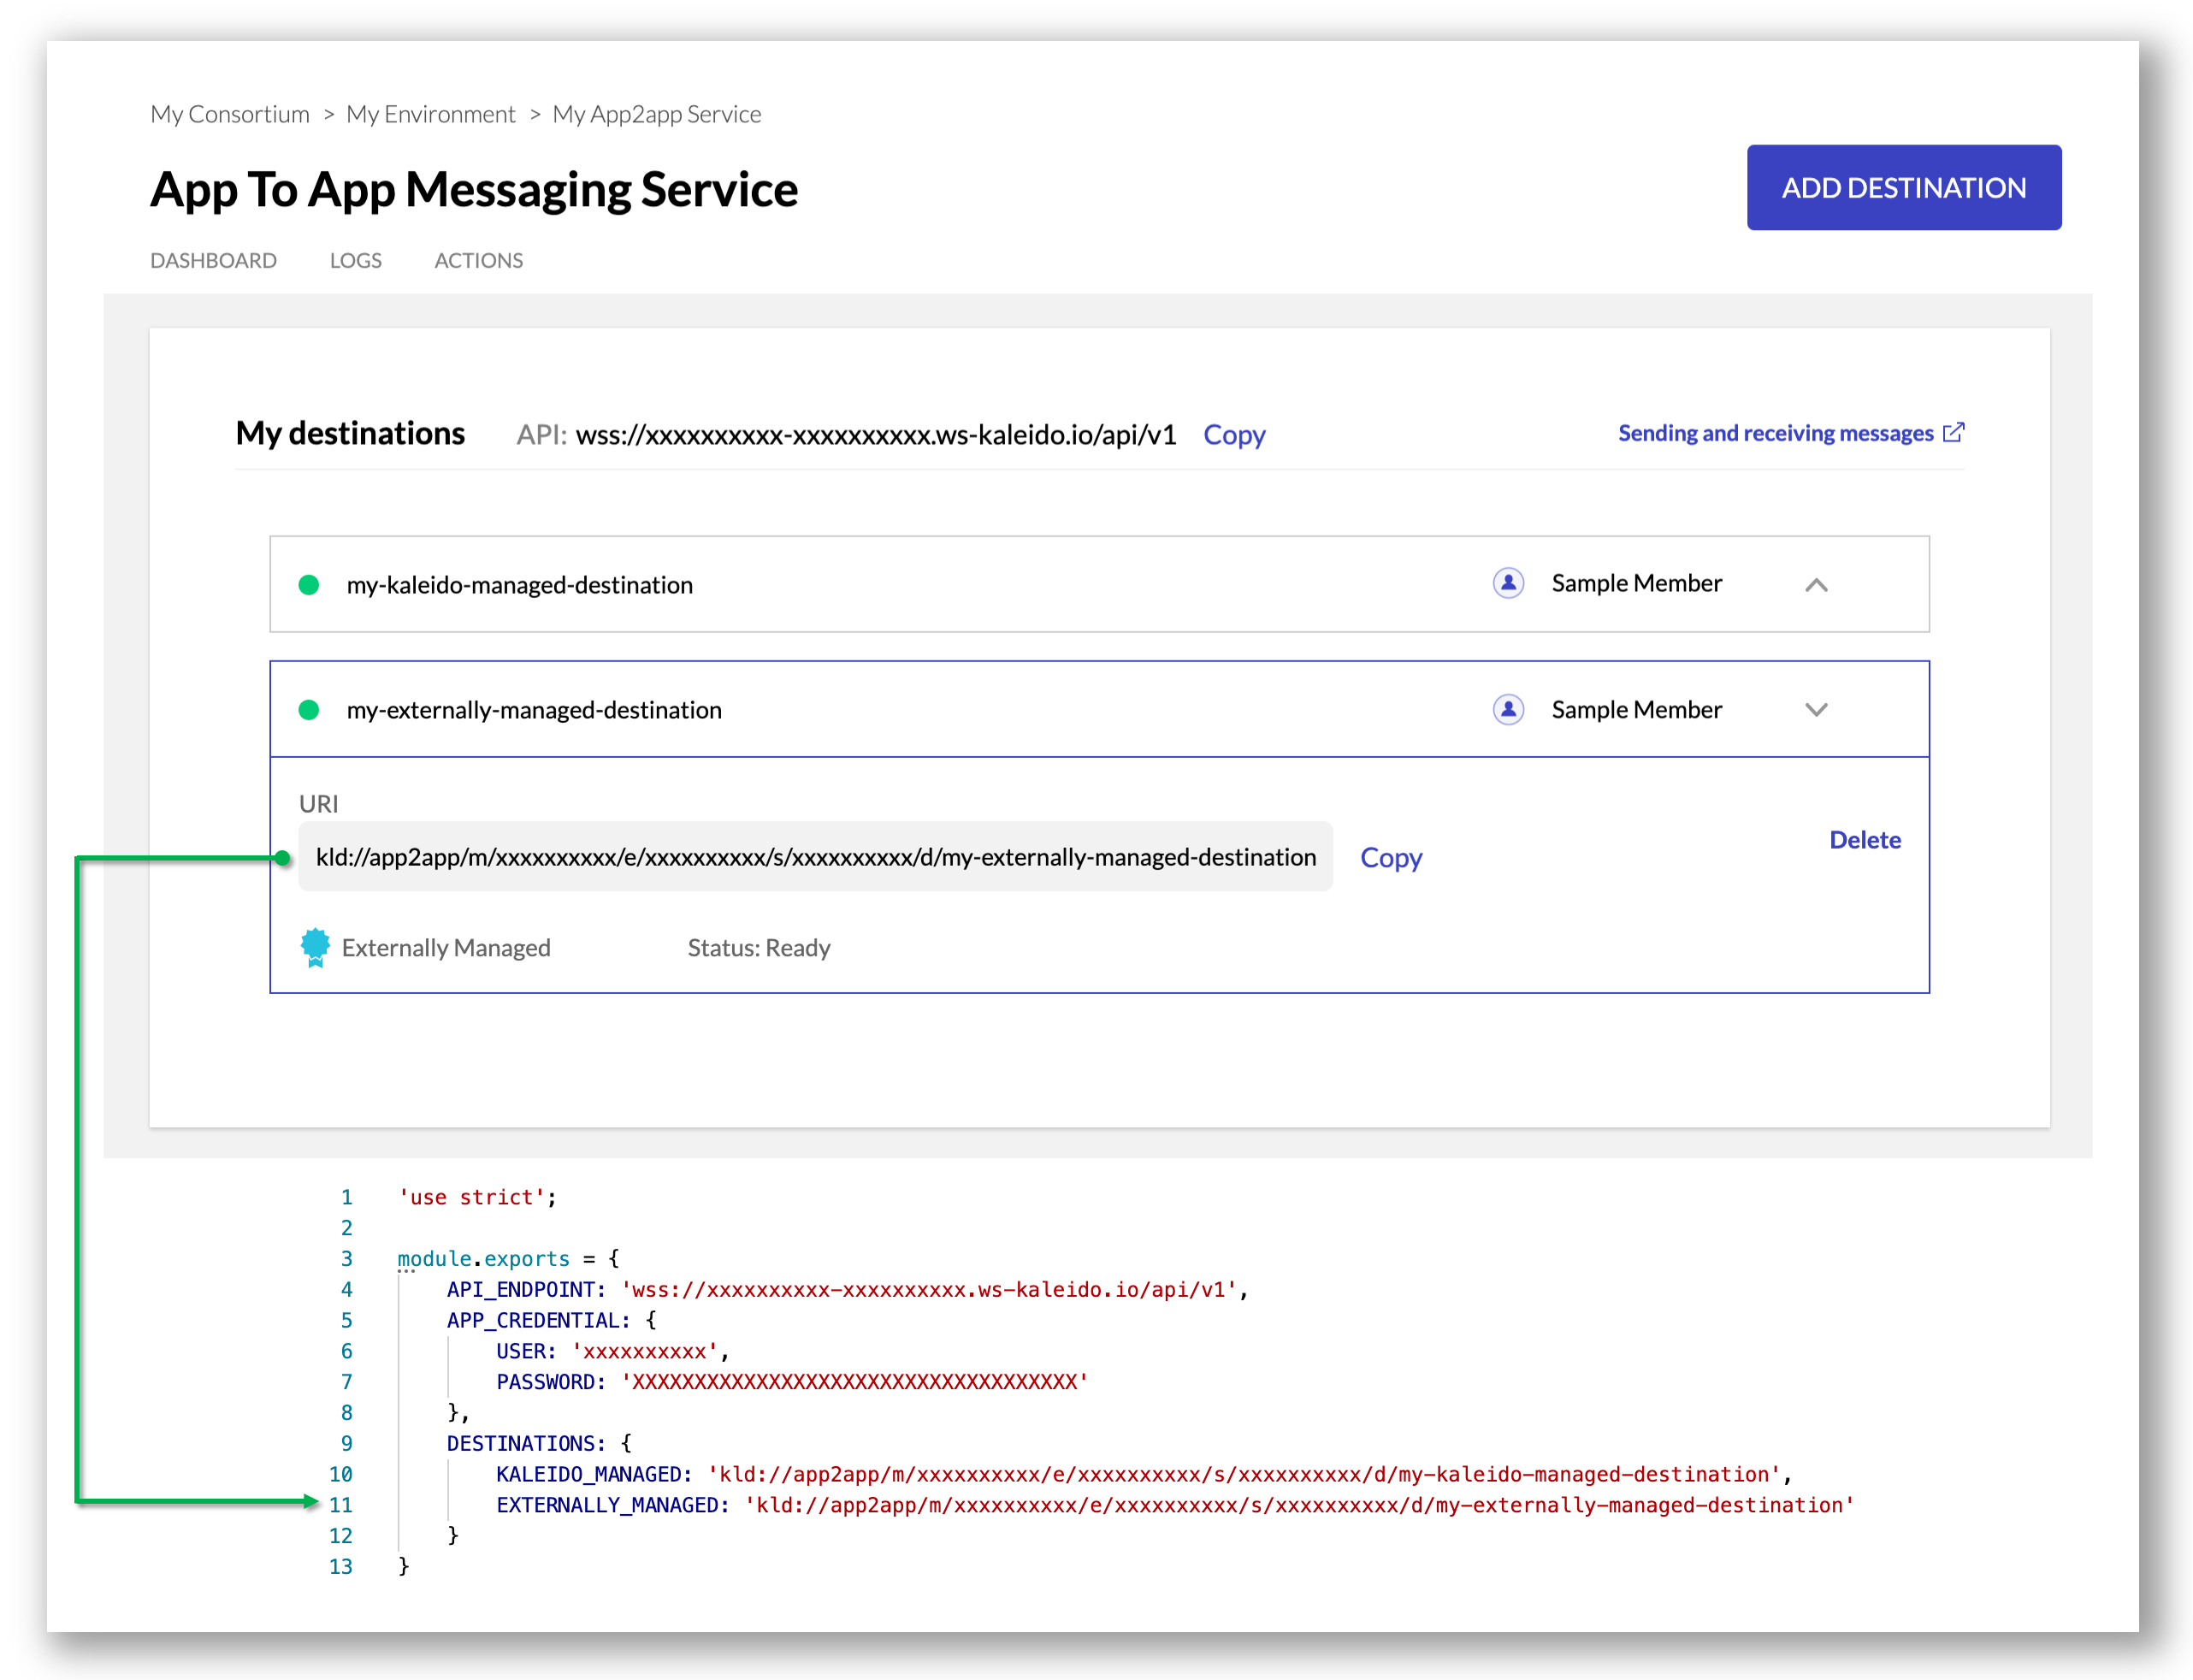 My Consortium > My Environment > My App2app Service
App To App Messaging Service
ADD DESTINATION
DASHBOARD LOGS ACTIONS
My destinations API: wss://xxxxxxxxxx-xxxxxxxxxx.ws-kaleido.io/api/v1 Copy Sending and receiving messages
my-kaleido-managed-destination Sample Member
my-externally-managed-destination Sample Member
URI
kld://app2app/m/xxxxxxxxxx/e/xxxxxxxxxx/s/xxxxxxxxxx/d/my-externally-managed-destination Copy Delete
Externally Managed Status: Ready
1 'use strict';
2
3 module.exports = {
4 API_ENDPOINT: 'wss://xxxxxxxxxx-xxxxxxxxxx.ws-kaleido.io/api/v1',
5 APP_CREDENTIAL: {
6 USER: 'xxxxxxxxxx',
7 PASSWORD: 'XXXXXXXXXXXXXXXXXXXXXXXXXXXXXXXXXXXX'
8 },
9 DESTINATIONS: {
10 KALEIDO_MANAGED: 'kld://app2app/m/xxxxxxxxxx/e/xxxxxxxxxx/s/xxxxxxxxxx/d/my-kaleido-managed-destination',
11 EXTERNALLY_MANAGED: 'kld://app2app/m/xxxxxxxxxx/e/xxxxxxxxxx/s/xxxxxxxxxx/d/my-externally-managed-destination'
12 }
13 }